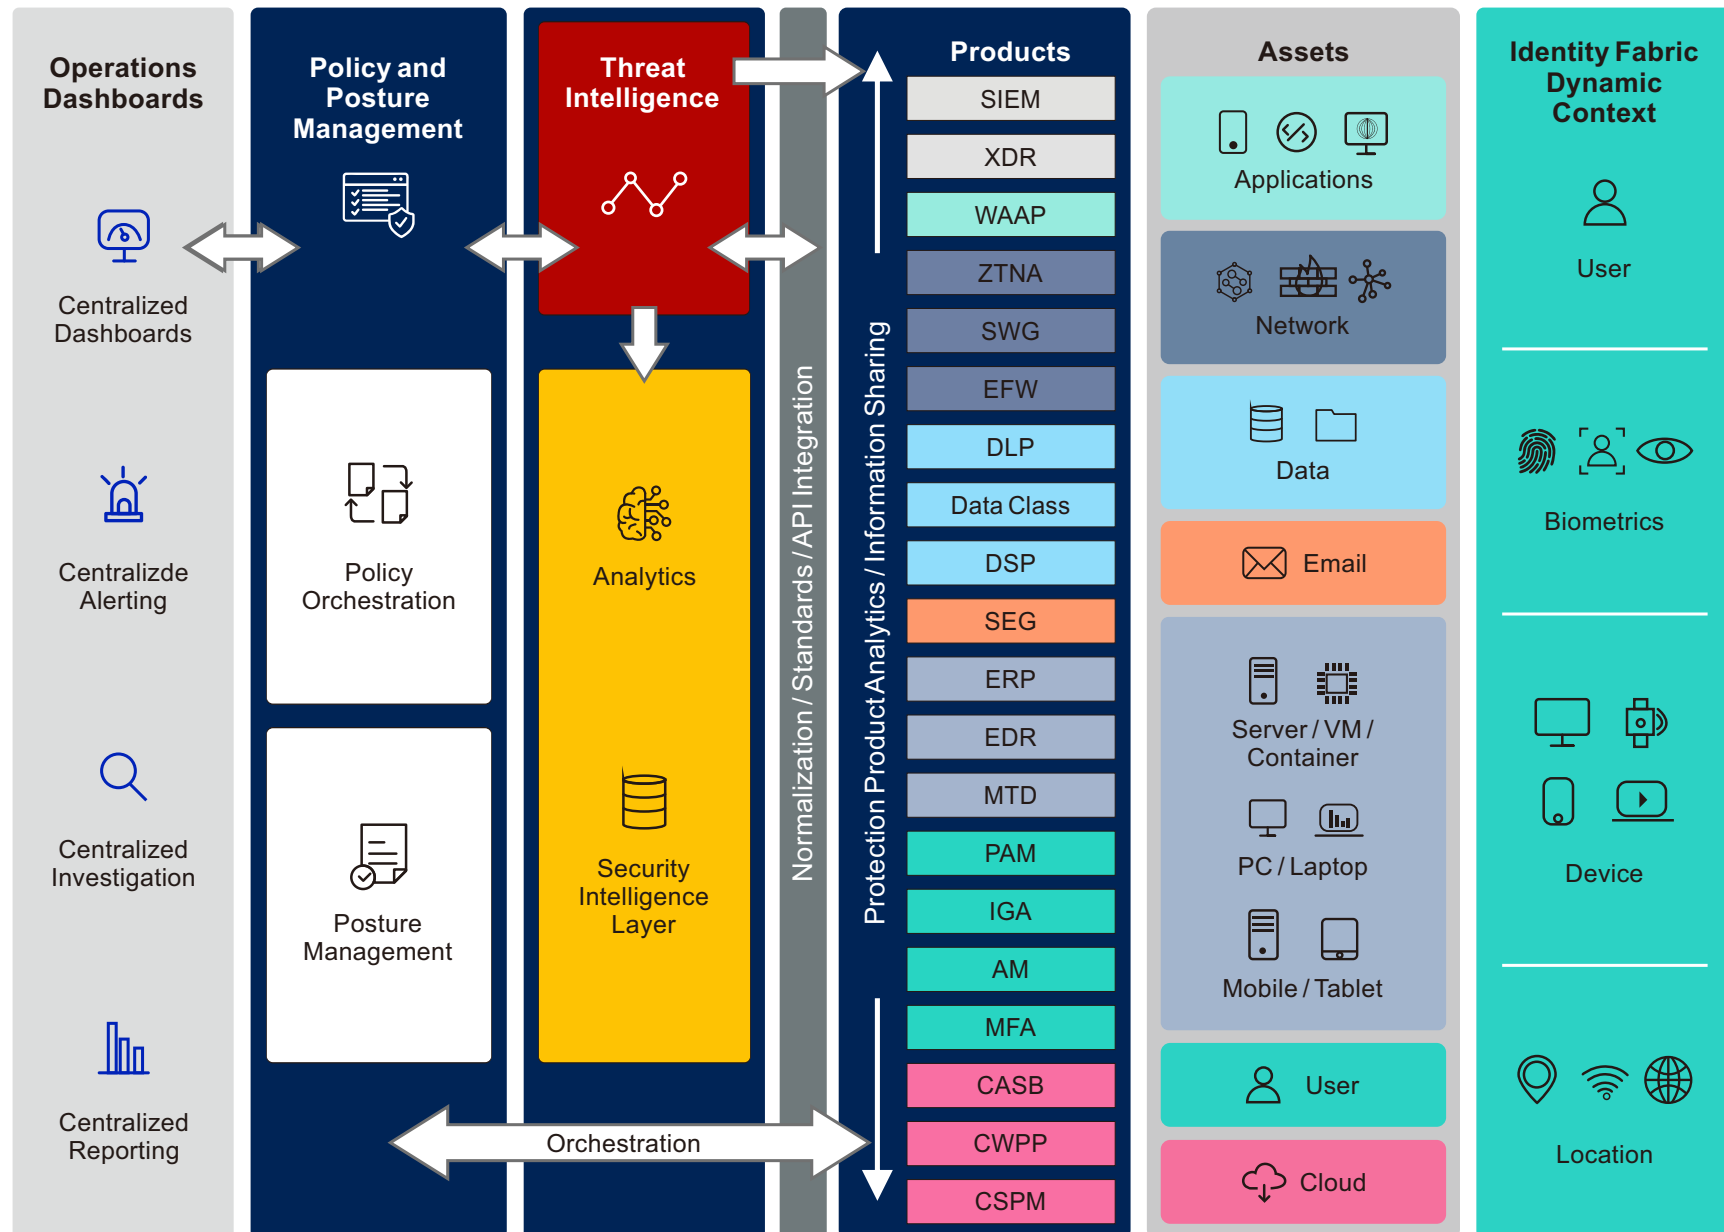 Operations
Dashboards
Centralized
Dashboards
Centralizde
Alerting
Centralized
Investigation
Centralized
Reporting
Policy and
Posture
Management
Policy
Orchestration
Posture
Management
Threat
Intelligence
Analytics
Security
Intelligence
Layer
Orchestration
Normalization / Standards / API Integration
Protection Product Analytics / Information Sharing
Products
SIEM
XDR
WAAP
ZTNA
SWG
EFW
DLP
Data Class
DSP
SEG
ERP
EDR
MTD
PAM
IGA
AM
MFA
CASB
CWPP
CSPM
Assets
Applications
Network
Data
Email
Server / VM /
Container
PC / Laptop
Mobile / Tablet
User
Cloud
Identity Fabric
Dynamic
Context
User
Biometrics
Device
Location